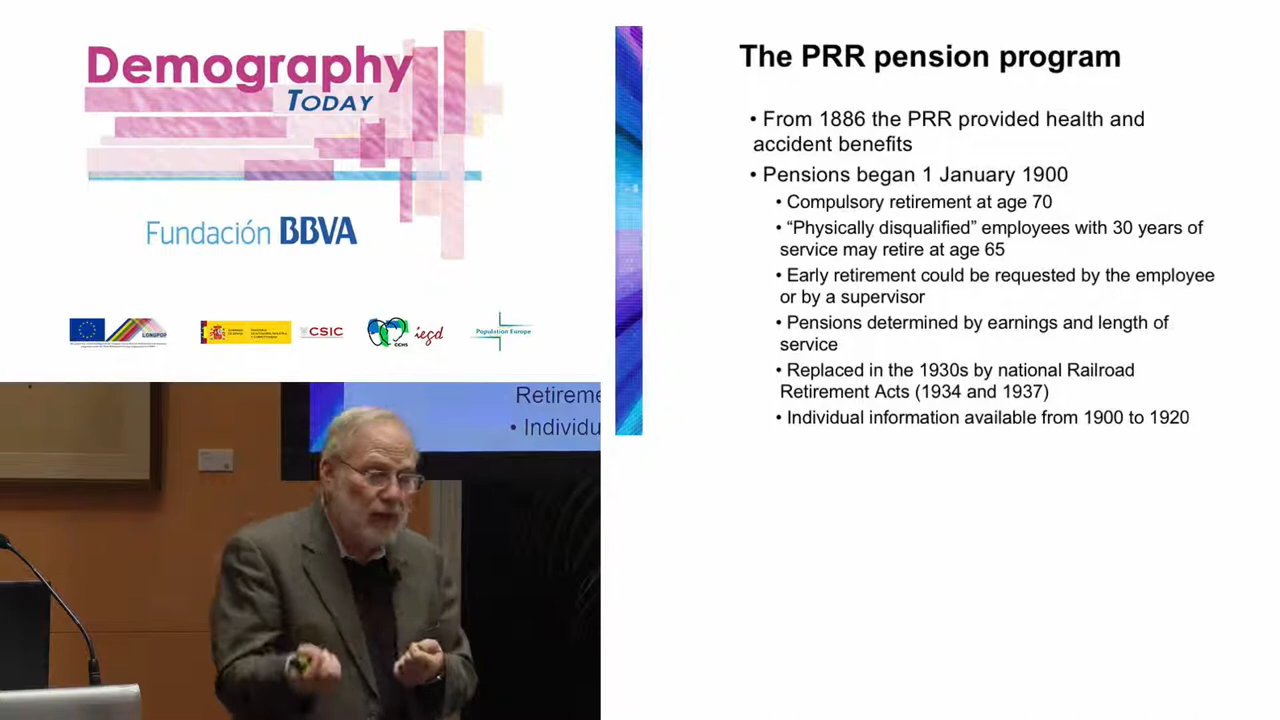 Demography
TODAY
Fundación BBVA
LONGPOP
CSIC
CCHS
iegd
Population Europe
The PRR pension program
• From 1886 the PRR provided health and
accident benefits
• Pensions began 1 January 1900
• Compulsory retirement at age 70
• “Physically disqualified” employees with 30 years of
service may retire at age 65
• Early retirement could be requested by the employee
or by a supervisor
• Pensions determined by earnings and length of
service
• Replaced in the 1930s by national Railroad
Retirement Acts (1934 and 1937)
• Individual information available from 1900 to 1920
Retireme
• Individu